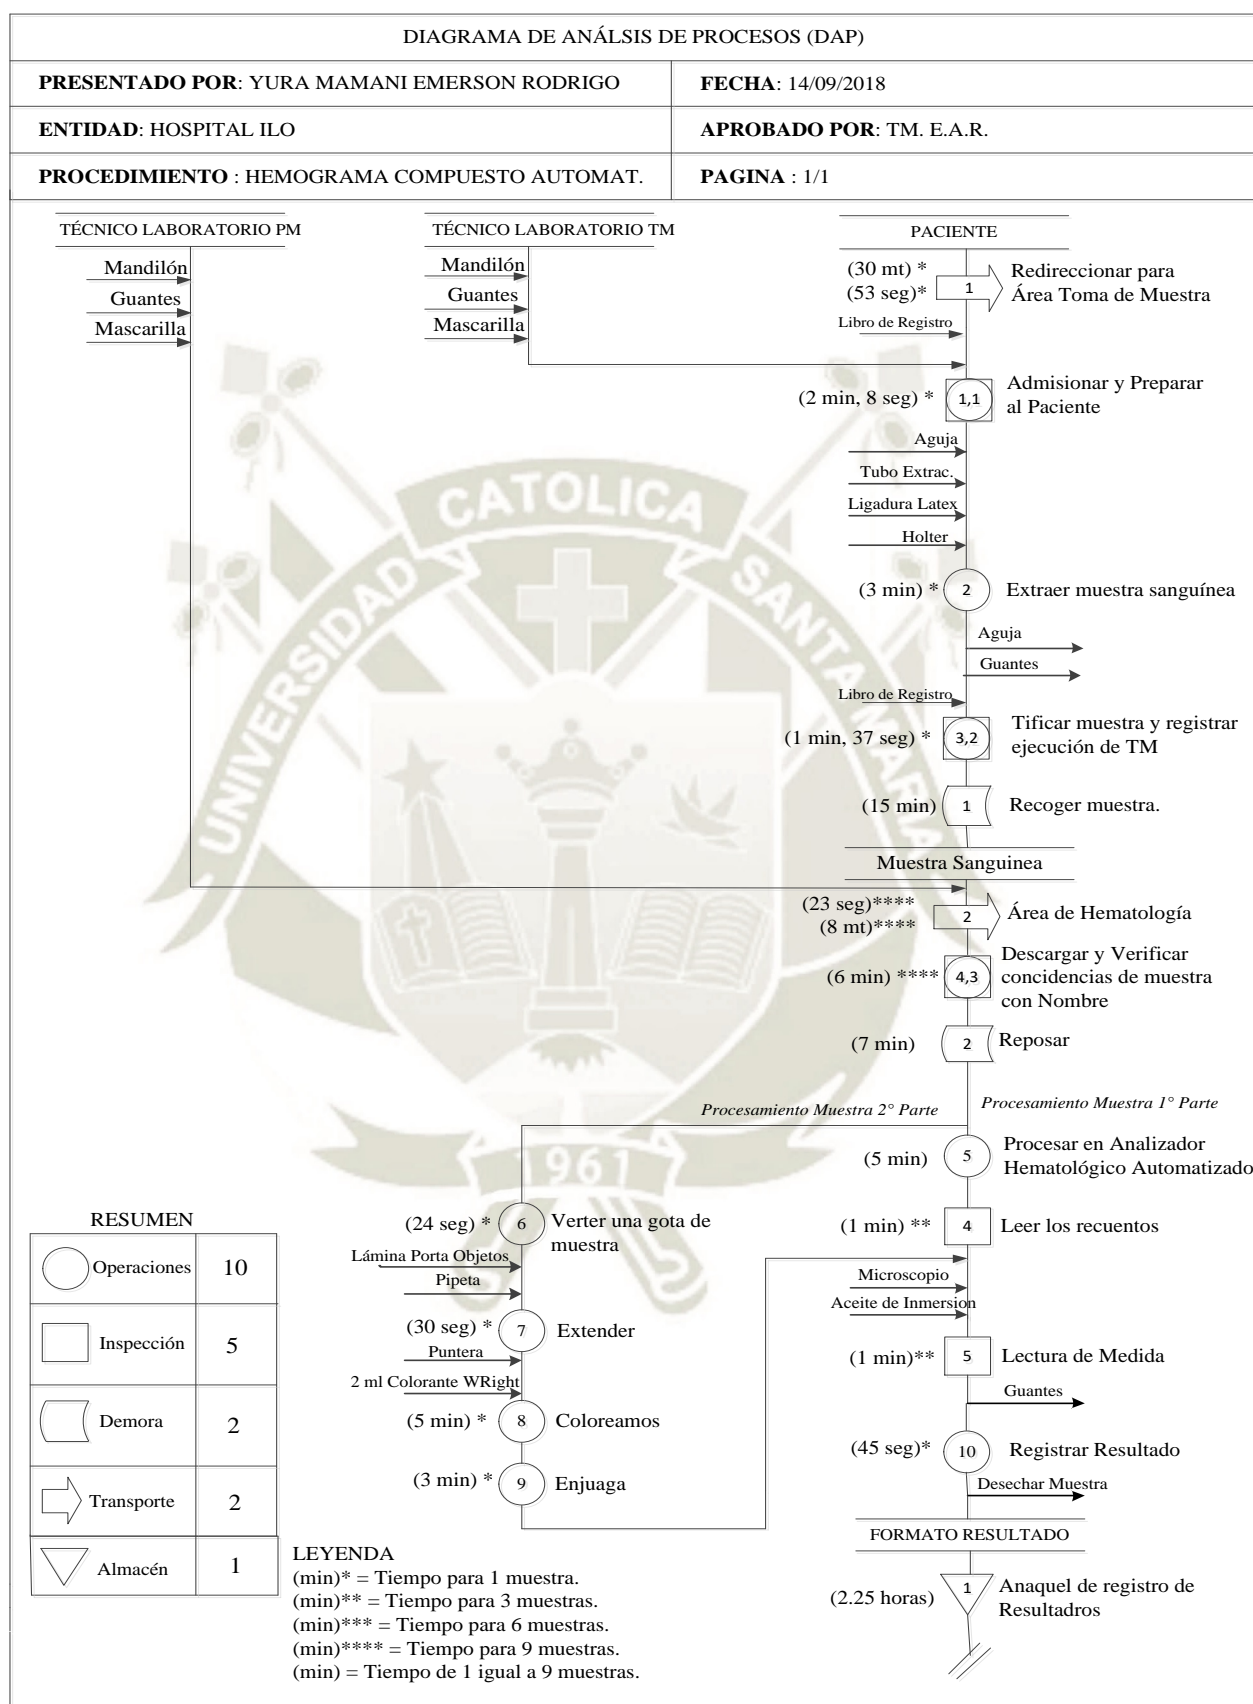 DIAGRAMA DE ANÁLSIS DE PROCESOS (DAP)
PRESENTADO POR: YURA MAMANI EMERSON RODRIGO
FECHA: 14/09/2018
ENTIDAD: HOSPITAL ILO
APROBADO POR: TM. E.A.R.
PROCEDIMIENTO : HEMOGRAMA COMPUESTO AUTOMAT.
PAGINA : 1/1
TÉCNICO LABORATORIO PM
Mandilón
Guantes
Mascarilla
TÉCNICO LABORATORIO TM
Mandilón
Guantes
Mascarilla
PACIENTE
(30 mt) *
(53 seg)*
1
Redireccionar para
Área Toma de Muestra
Libro de Registro
(2 min, 8 seg) *
1,1
Admisionar y Preparar
al Paciente
Aguja
Tubo Extrac.
Ligadura Latex
Holter
(3 min) *
2
Extraer muestra sanguínea
Aguja
Guantes
Libro de Registro
(1 min, 37 seg) *
3,2
Tificar muestra y registrar
ejecución de TM
(15 min)
1
Recoger muestra.
Muestra Sanguinea
(23 seg)****
(8 mt)****
2
Área de Hematología
(6 min) ****
4,3
Descargar y Verificar
concidencias de muestra
con Nombre
(7 min)
2
Reposar
Procesamiento Muestra 2° Parte
Procesamiento Muestra 1° Parte
(5 min)
5
Procesar en Analizador
Hematológico Automatizado
(24 seg) *
6
Verter una gota de
muestra
Lámina Porta Objetos
Pipeta
(30 seg) *
7
Extender
Puntera
2 ml Colorante WRight
(5 min) *
8
Coloreamos
(3 min) *
9
Enjuaga
(1 min) **
4
Leer los recuentos
Microscopio
Aceite de Inmersion
(1 min)**
5
Lectura de Medida
Guantes
(45 seg)*
10
Registrar Resultado
Desechar Muestra
FORMATO RESULTADO
(2.25 horas)
1
Anaquel de registro de
Resultadros
RESUMEN
Operaciones 10
Inspección 5
Demora 2
Transporte 2
Almacén 1
LEYENDA
(min)* = Tiempo para 1 muestra.
(min)** = Tiempo para 3 muestras.
(min)*** = Tiempo para 6 muestras.
(min)**** = Tiempo para 9 muestras.
(min) = Tiempo de 1 igual a 9 muestras.
UNIVERSIDAD CATOLICA SANTA MARIA
1961